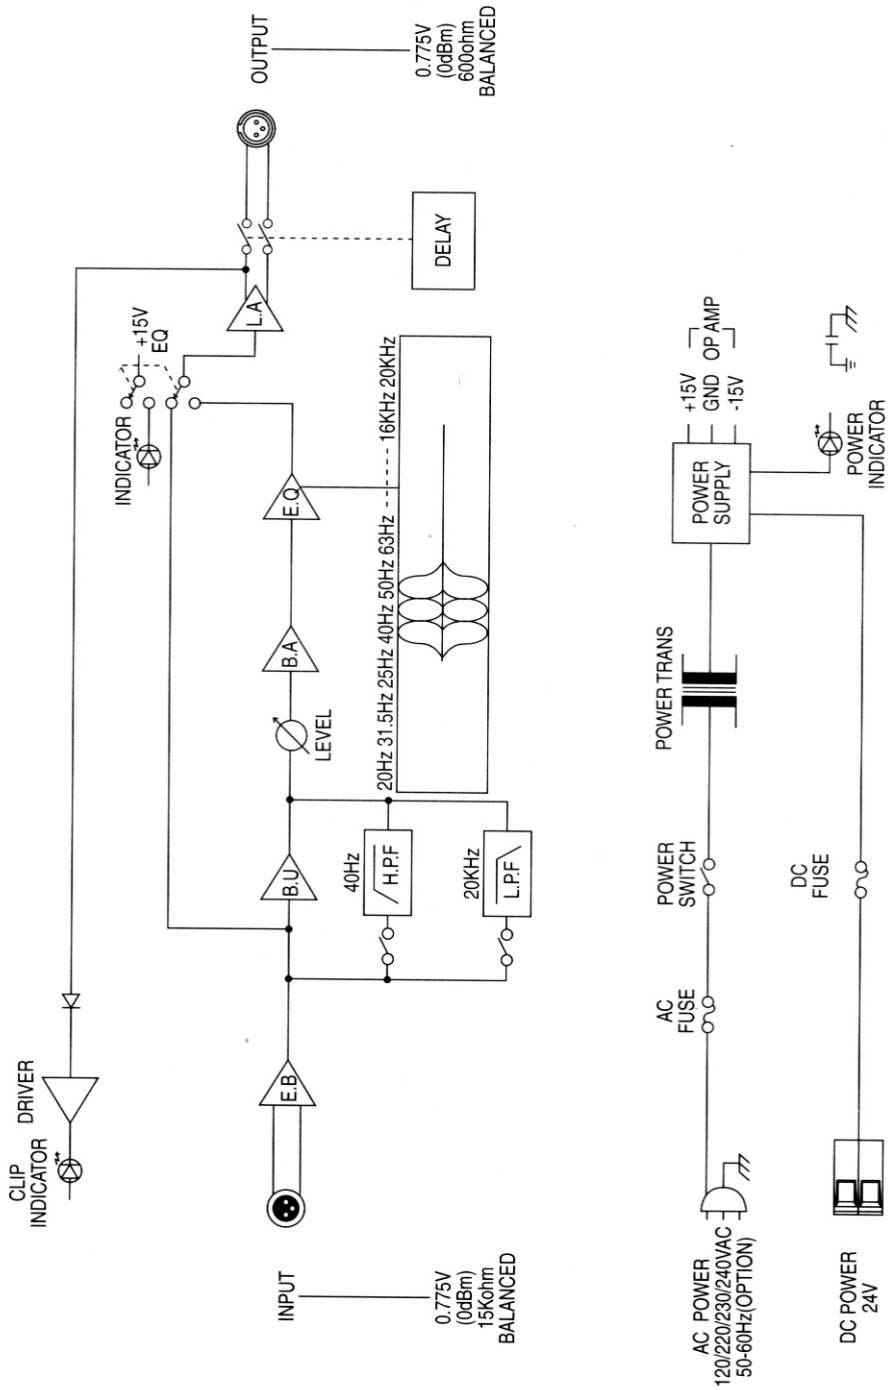 CLIP
INDICATOR
DRIVER
INDICATOR
+15V
EQ
INPUT
0.775V
(0dBm)
15Kohm
BALANCED
E.B
B.U
40Hz
H.P.F
20KHz
L.P.F
LEVEL
B.A
E.Q
20Hz 31.5Hz 25Hz 40Hz 50Hz 63Hz 16KHz 20KHz
L.A
DELAY
OUTPUT
0.775V
(0dBm)
600ohm
BALANCED
AC POWER
120/220/230/240VAC
50-60Hz(OPTION)
AC
FUSE
POWER
SWITCH
POWER TRANS
POWER
SUPPLY
+15V
GND
-15V
OP AMP
POWER
INDICATOR
DC POWER
24V
DC
FUSE